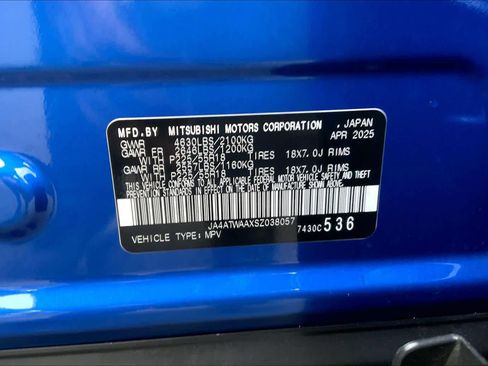 MFD.BY MITSUBISHI MOTORS CORPORATION , JAPAN
GVWR 4630LBS/2100KG APR 2025
GAWR FR 2646LBS/1200KG
WITH P225/55R18 TIRES 18X7.0J RIMS
GAWR RR /1160KG
WITH P225/55R18 TIRES 18X7.0J RIMS
THIS VEHICLE CONFORMS TO ALL APPLICABLE FEDERAL MOTOR VEHICLE SAFETY AND
THEFT PREVENTION STANDARDS IN EFFECT ON THE DATE OF MANUFACTURE SHOWN ABOVE.
JA4ATWAAXSZ038057
VEHICLE TYPE: MPV 7430C 536